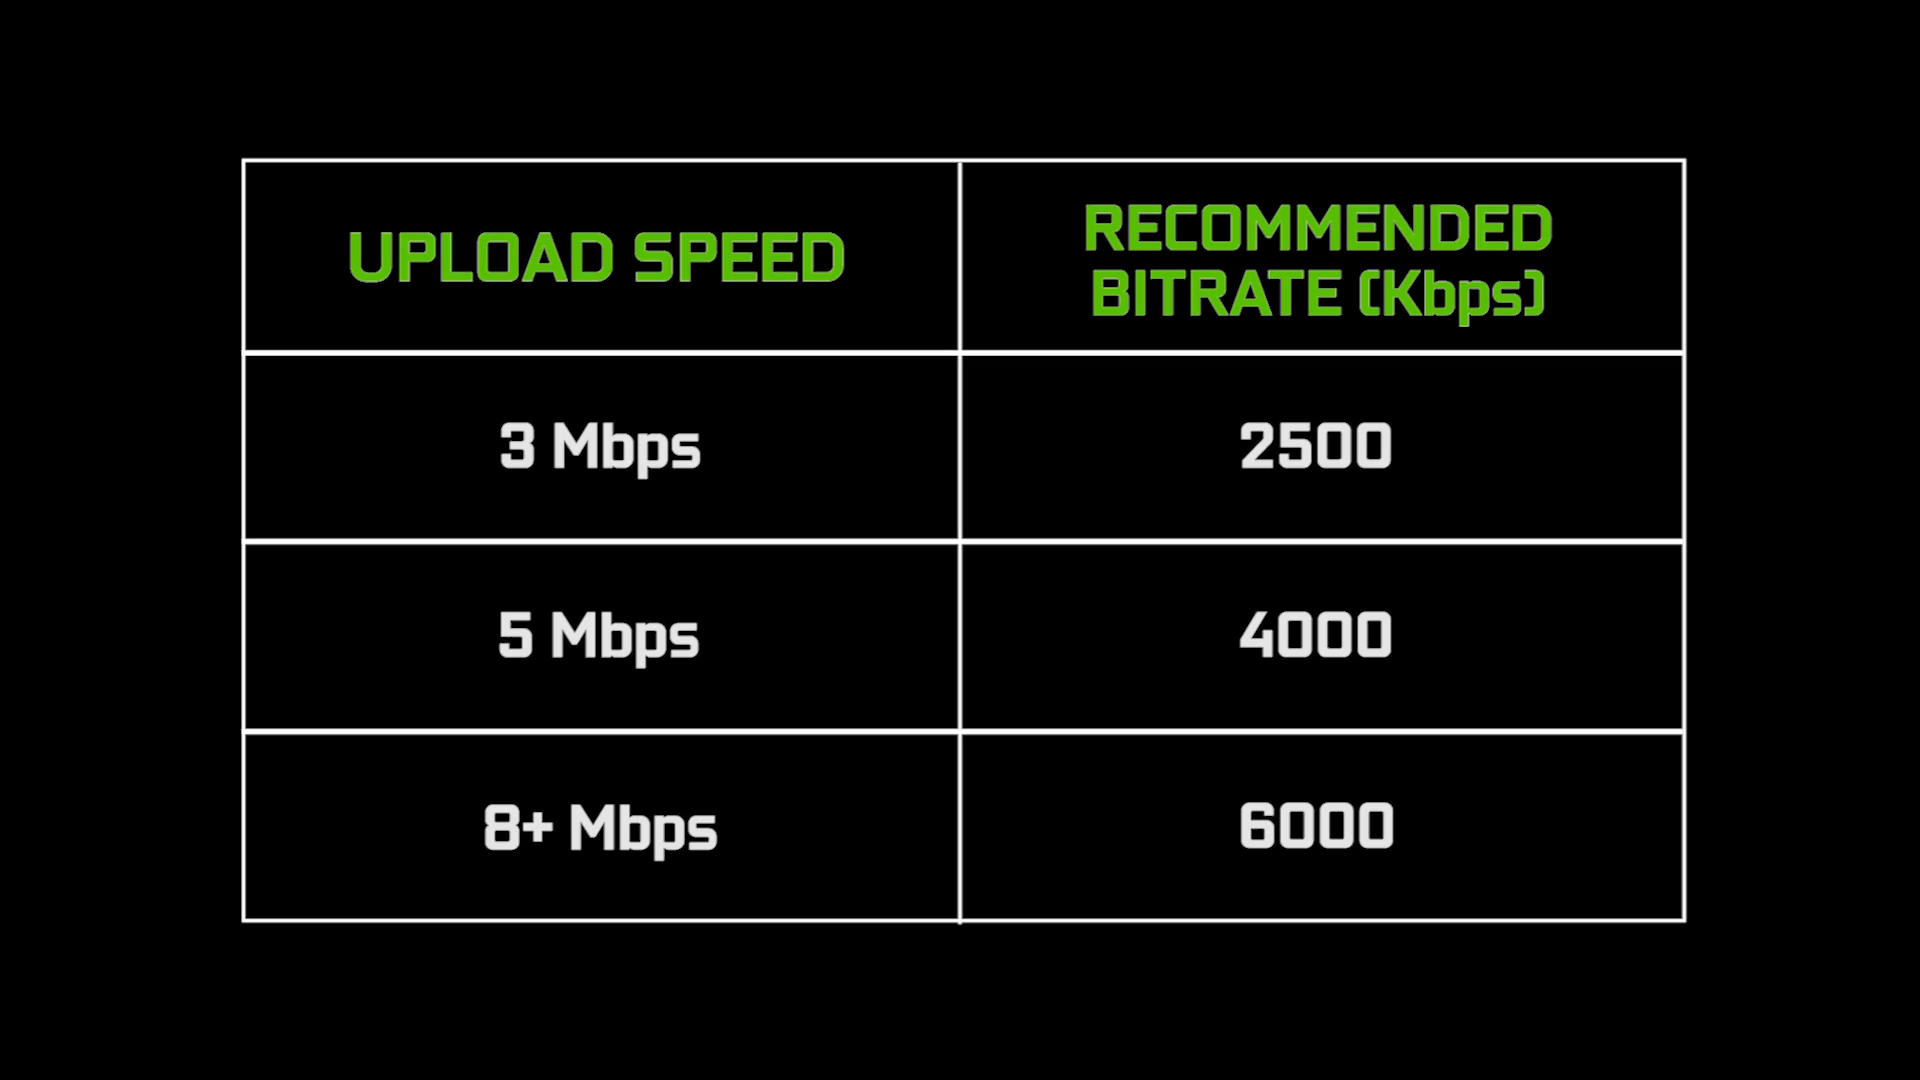 UPLOAD SPEED
RECOMMENDED
BITRATE (Kbps)
3 Mbps
2500
5 Mbps
4000
8+ Mbps
6000